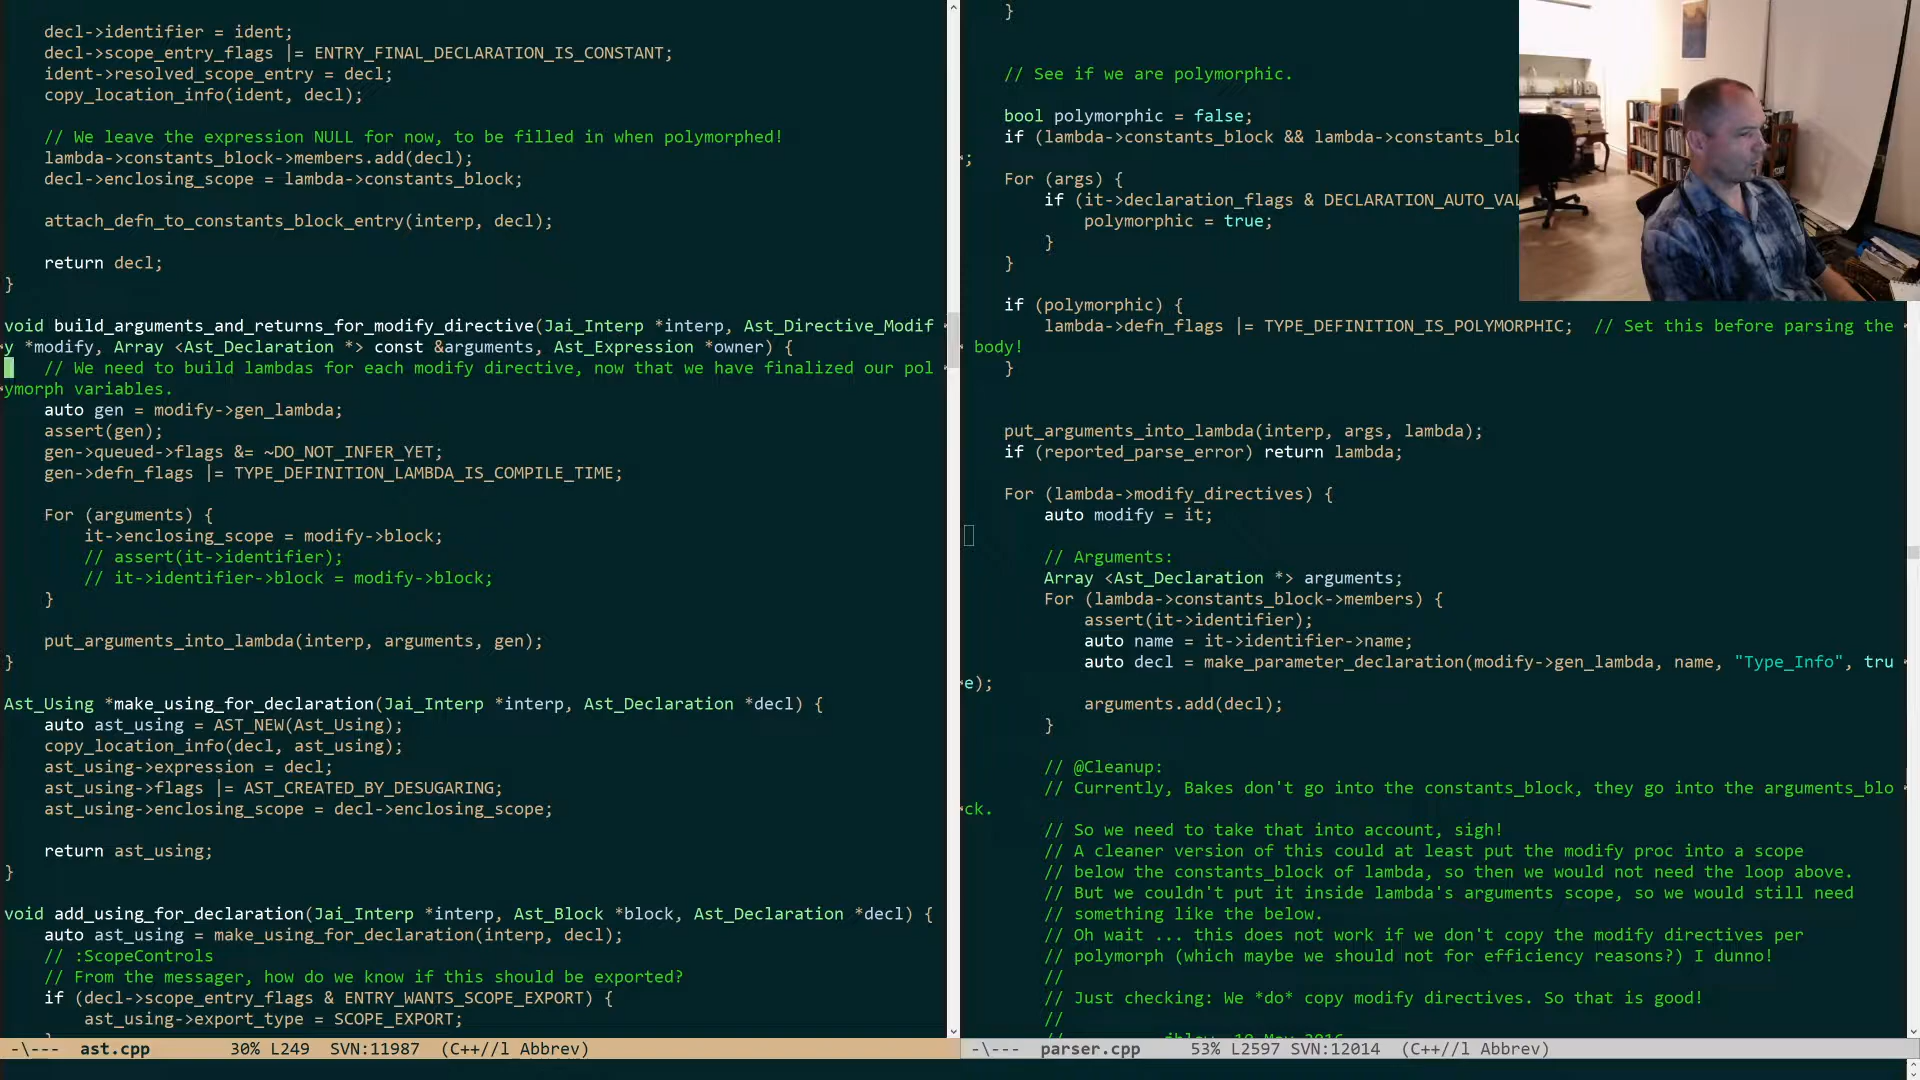 decl->identifier = ident;
    decl->scope_entry_flags |= ENTRY_FINAL_DECLARATION_IS_CONSTANT;
    ident->resolved_scope_entry = decl;
    copy_location_info(ident, decl);

    // We leave the expression NULL for now, to be filled in when polymorphed!
    lambda->constants_block->members.add(decl);
    decl->enclosing_scope = lambda->constants_block;

    attach_defn_to_constants_block_entry(interp, decl);

    return decl;
}

void build_arguments_and_returns_for_modify_directive(Jai_Interp *interp, Ast_Directive_Modif
y *modify, Array <Ast_Declaration *> const &arguments, Ast_Expression *owner) {
    // We need to build lambdas for each modify directive, now that we have finalized our pol
ymorph variables.
    auto gen = modify->gen_lambda;
    assert(gen);
    gen->queued->flags &= ~DO_NOT_INFER_YET;
    gen->defn_flags |= TYPE_DEFINITION_LAMBDA_IS_COMPILE_TIME;

    For (arguments) {
        it->enclosing_scope = modify->block;
        // assert(it->identifier);
        // it->identifier->block = modify->block;
    }

    put_arguments_into_lambda(interp, arguments, gen);
}

Ast_Using *make_using_for_declaration(Jai_Interp *interp, Ast_Declaration *decl) {
    auto ast_using = AST_NEW(Ast_Using);
    copy_location_info(decl, ast_using);
    ast_using->expression = decl;
    ast_using->flags |= AST_CREATED_BY_DESUGARING;
    ast_using->enclosing_scope = decl->enclosing_scope;

    return ast_using;
}

void add_using_for_declaration(Jai_Interp *interp, Ast_Block *block, Ast_Declaration *decl) {
    auto ast_using = make_using_for_declaration(interp, decl);
    // :ScopeControls
    // From the messager, how do we know if this should be exported?
    if (decl->scope_entry_flags & ENTRY_WANTS_SCOPE_EXPORT) {
        ast_using->export_type = SCOPE_EXPORT;
-\--- ast.cpp 30% L249 SVN:11987 (C++//l Abbrev)
    }

    // See if we are polymorphic.

    bool polymorphic = false;
    if (lambda->constants_block && lambda->constants_blo
;
    For (args) {
        if (it->declaration_flags & DECLARATION_AUTO_VAL
            polymorphic = true;
        }
    }

    if (polymorphic) {
        lambda->defn_flags |= TYPE_DEFINITION_IS_POLYMORPHIC;  // Set this before parsing the
 body!
    }

    put_arguments_into_lambda(interp, args, lambda);
    if (reported_parse_error) return lambda;

    For (lambda->modify_directives) {
        auto modify = it;

        // Arguments:
        Array <Ast_Declaration *> arguments;
        For (lambda->constants_block->members) {
            assert(it->identifier);
            auto name = it->identifier->name;
            auto decl = make_parameter_declaration(modify->gen_lambda, name, "Type_Info", tru
e);
            arguments.add(decl);
        }

        // @Cleanup:
        // Currently, Bakes don't go into the constants_block, they go into the arguments_blo
ck.
        // So we need to take that into account, sigh!
        // A cleaner version of this could at least put the modify proc into a scope
        // below the constants_block of lambda, so then we would not need the loop above.
        // But we couldn't put it inside lambda's arguments scope, so we would still need
        // something like the below.
        // Oh wait ... this does not work if we don't copy the modify directives per
        // polymorph (which maybe we should not for efficiency reasons?) I dunno!
        //
        // Just checking: We *do* copy modify directives. So that is good!
        //
-\--- parser.cpp 53% L2597 SVN:12014 (C++//l Abbrev)